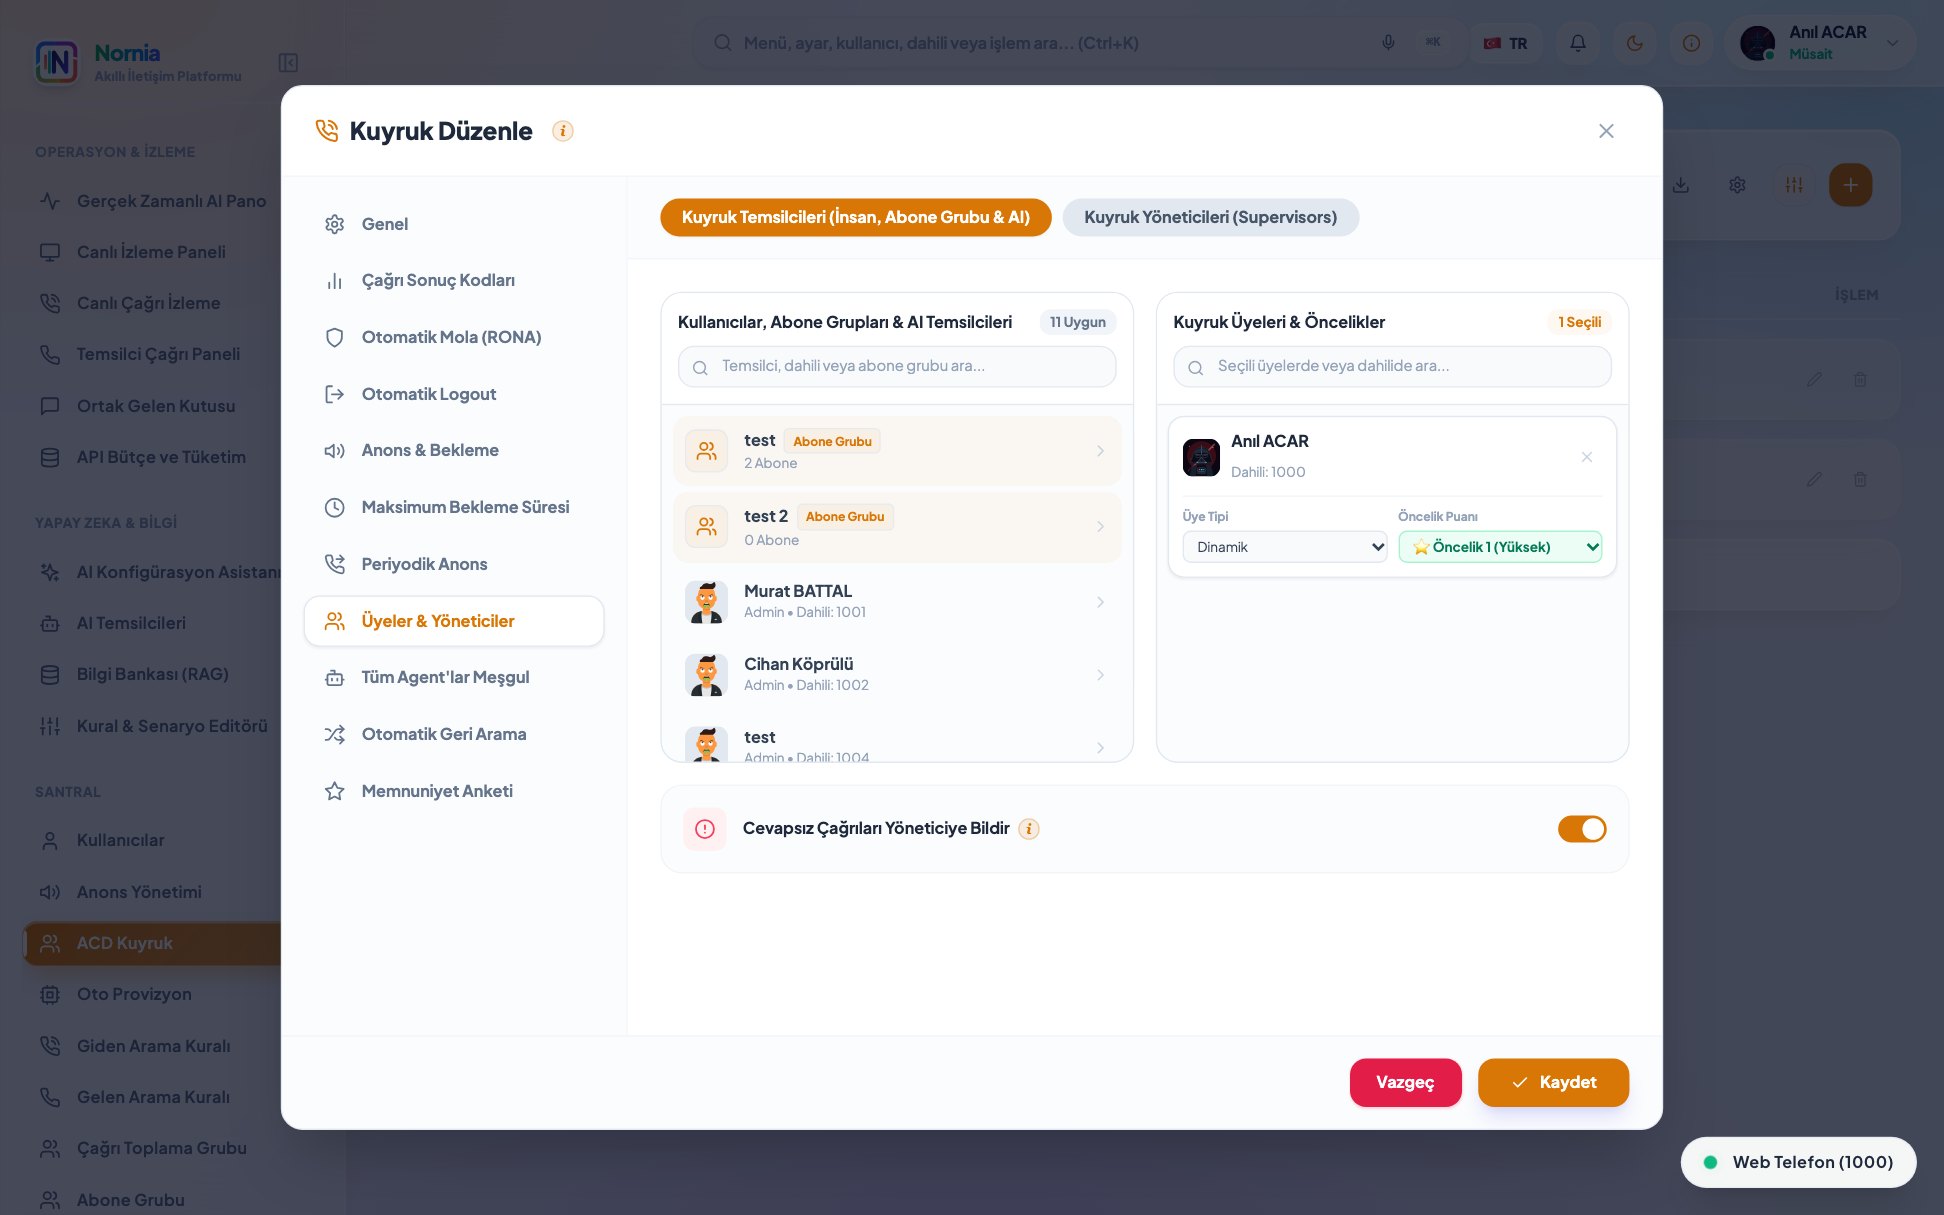 Nornia
Akıllı İletişim Platformu
Menü, ayar, kullanıcı, dahili veya işlem ara... (Ctrl+K)
⌘K
TR
Anıl ACAR
Müsait
OPERASYON & İZLEME
Gerçek Zamanlı AI Pano
Canlı İzleme Paneli
Canlı Çağrı İzleme
Temsilci Çağrı Paneli
Ortak Gelen Kutusu
API Bütçe ve Tüketim
YAPAY ZEKA & BİLGİ
AI Konfigürasyon Asistanı
AI Temsilcileri
Bilgi Bankası (RAG)
Kural & Senaryo Editörü
SANTRAL
Kullanıcılar
Anons Yönetimi
ACD Kuyruk
Oto Provizyon
Giden Arama Kuralı
Gelen Arama Kuralı
Çağrı Toplama Grubu
Abone Grubu
İŞLEM
Kuyruk Düzenle
Genel
Çağrı Sonuç Kodları
Otomatik Mola (RONA)
Otomatik Logout
Anons & Bekleme
Maksimum Bekleme Süresi
Periyodik Anons
Üyeler & Yöneticiler
Tüm Agent'lar Meşgul
Otomatik Geri Arama
Memnuniyet Anketi
Kuyruk Temsilcileri (İnsan, Abone Grubu & AI)
Kuyruk Yöneticileri (Supervisors)
Kullanıcılar, Abone Grupları & AI Temsilcileri
11 Uygun
Temsilci, dahili veya abone grubu ara...
test
Abone Grubu
2 Abone
test 2
Abone Grubu
0 Abone
Murat BATTAL
Admin • Dahili: 1001
Cihan Köprülü
Admin • Dahili: 1002
test
Admin • Dahili: 1004
Kuyruk Üyeleri & Öncelikler
1 Seçili
Seçili üyelerde veya dahilide ara...
Anıl ACAR
Dahili: 1000
Üye Tipi
Öncelik Puanı
Dinamik
⭐ Öncelik 1 (Yüksek)
Cevapsız Çağrıları Yöneticiye Bildir
Vazgeç
Kaydet
Web Telefon (1000)